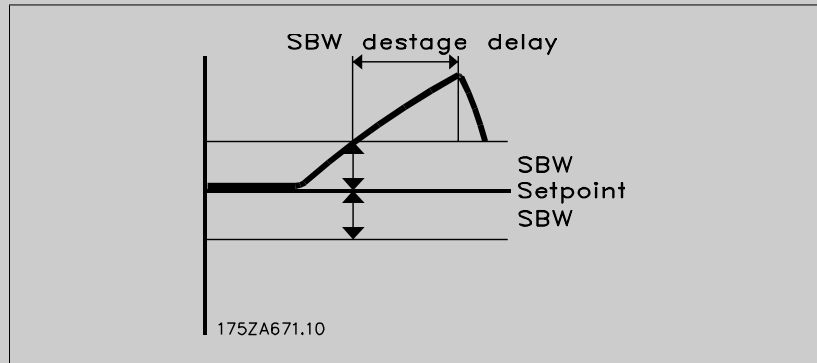 SBW destage delay
SBW
Setpoint
SBW
175ZA671.10